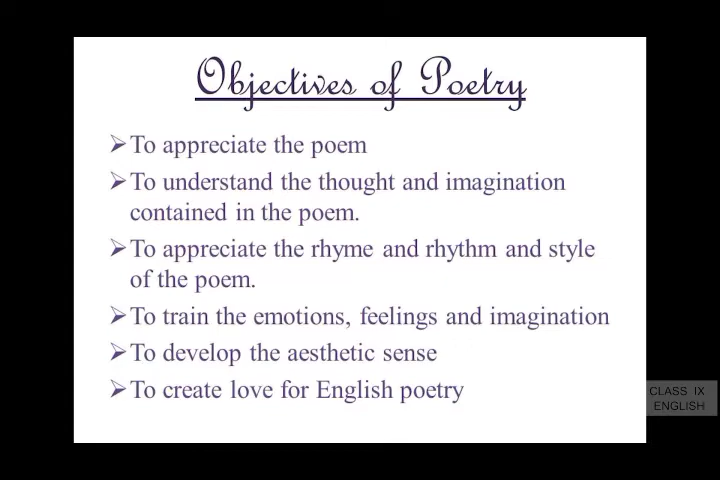 Objectives of Poetry
To appreciate the poem
To understand the thought and imagination
contained in the poem.
To appreciate the rhyme and rhythm and style
of the poem.
To train the emotions, feelings and imagination
To develop the aesthetic sense
To create love for English poetry
CLASS IX
ENGLISH